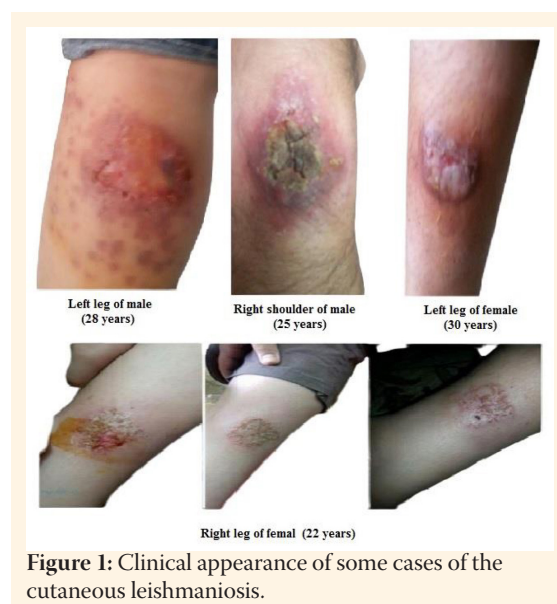 Left leg of male
(28 years)
Right shoulder of male
(25 years)
Left leg of female
(30 years)
Right leg of femal (22 years)
Figure 1: Clinical appearance of some cases of the
cutaneous leishmaniosis.